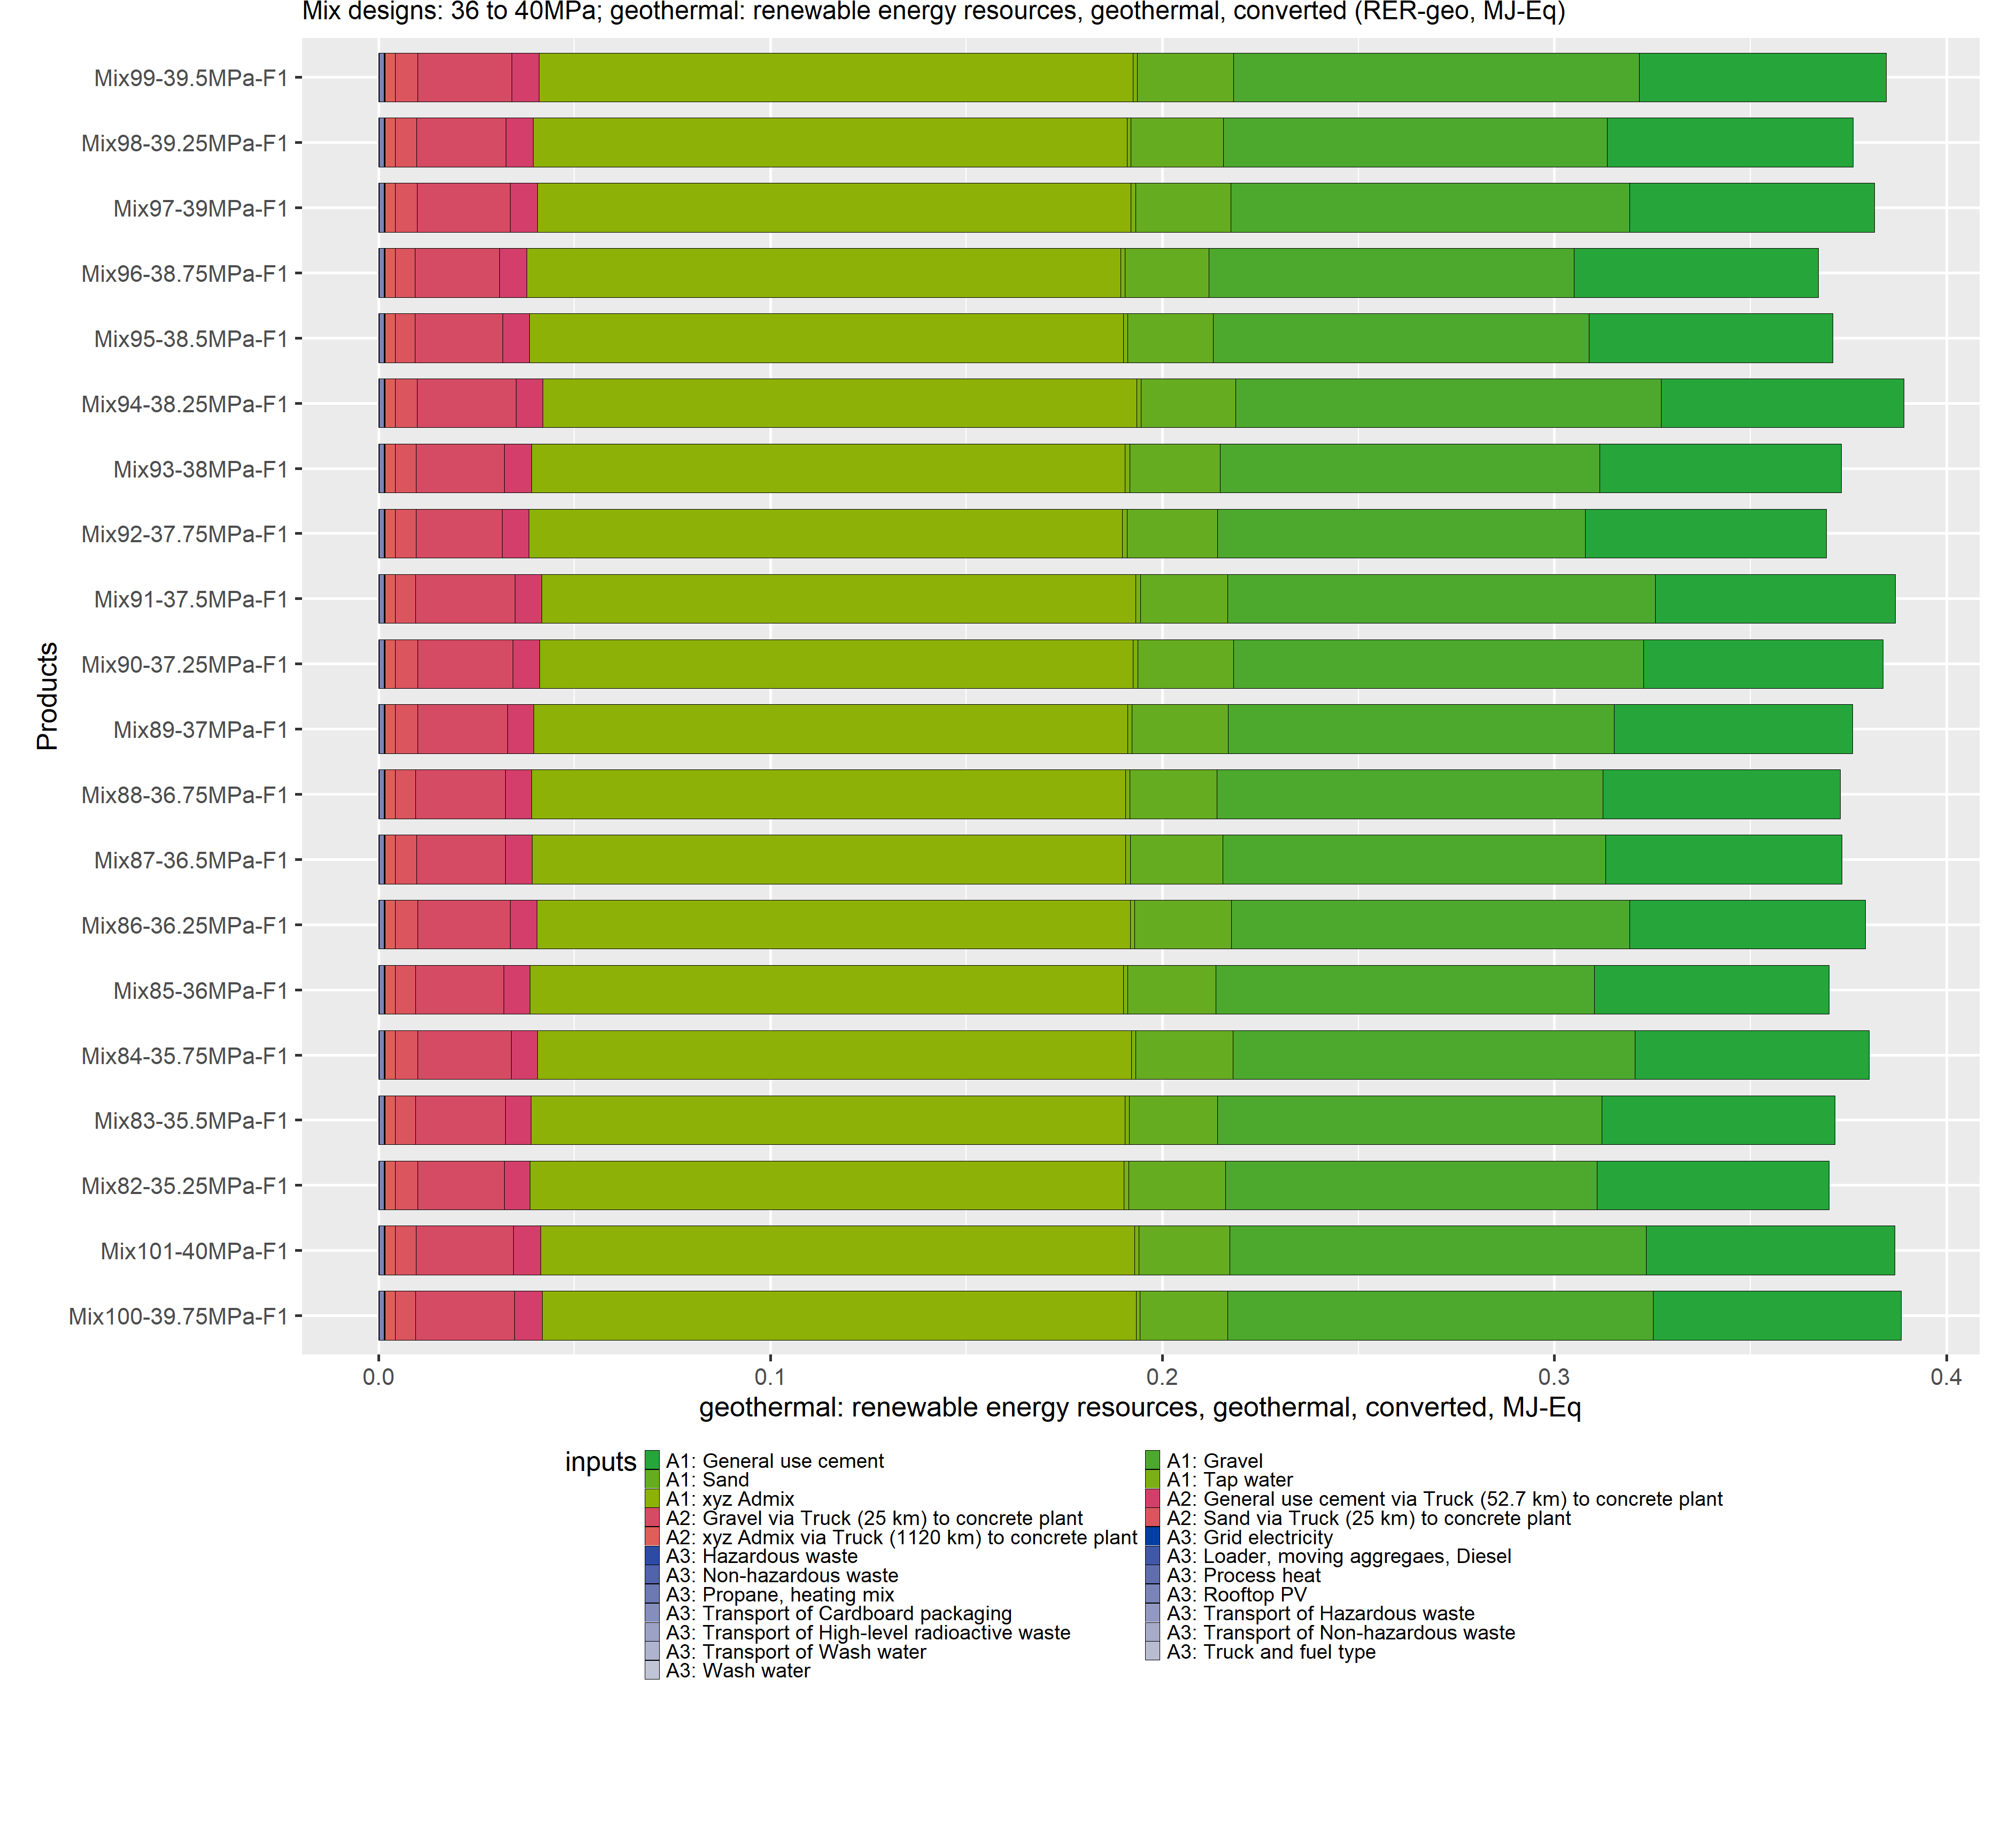 Mix designs: 36 to 40MPa; geothermal: renewable energy resources, geothermal, converted (RER-geo, MJ-Eq)
Mix99-39.5MPa-F1
Mix98-39.25MPa-F1
Mix97-39MPa-F1
Mix96-38.75MPa-F1
Mix95-38.5MPa-F1
Mix94-38.25MPa-F1
Mix93-38MPa-F1
Mix92-37.75MPa-F1
Mix91-37.5MPa-F1
Mix90-37.25MPa-F1
Mix89-37MPa-F1
Mix88-36.75MPa-F1
Mix87-36.5MPa-F1
Mix86-36.25MPa-F1
Mix85-36MPa-F1
Mix84-35.75MPa-F1
Mix83-35.5MPa-F1
Mix82-35.25MPa-F1
Mix101-40MPa-F1
Mix100-39.75MPa-F1
Products
0.0 0.1 0.2 0.3 0.4
geothermal: renewable energy resources, geothermal, converted, MJ-Eq
inputs
A1: General use cement A1: Gravel
A1: Sand A1: Tap water
A1: xyz Admix A2: General use cement via Truck (52.7 km) to concrete plant
A2: Gravel via Truck (25 km) to concrete plant A2: Sand via Truck (25 km) to concrete plant
A2: xyz Admix via Truck (1120 km) to concrete plant A3: Grid electricity
A3: Hazardous waste A3: Loader, moving aggregaes, Diesel
A3: Non-hazardous waste A3: Process heat
A3: Propane, heating mix A3: Rooftop PV
A3: Transport of Cardboard packaging A3: Transport of Hazardous waste
A3: Transport of High-level radioactive waste A3: Transport of Non-hazardous waste
A3: Transport of Wash water A3: Truck and fuel type
A3: Wash water